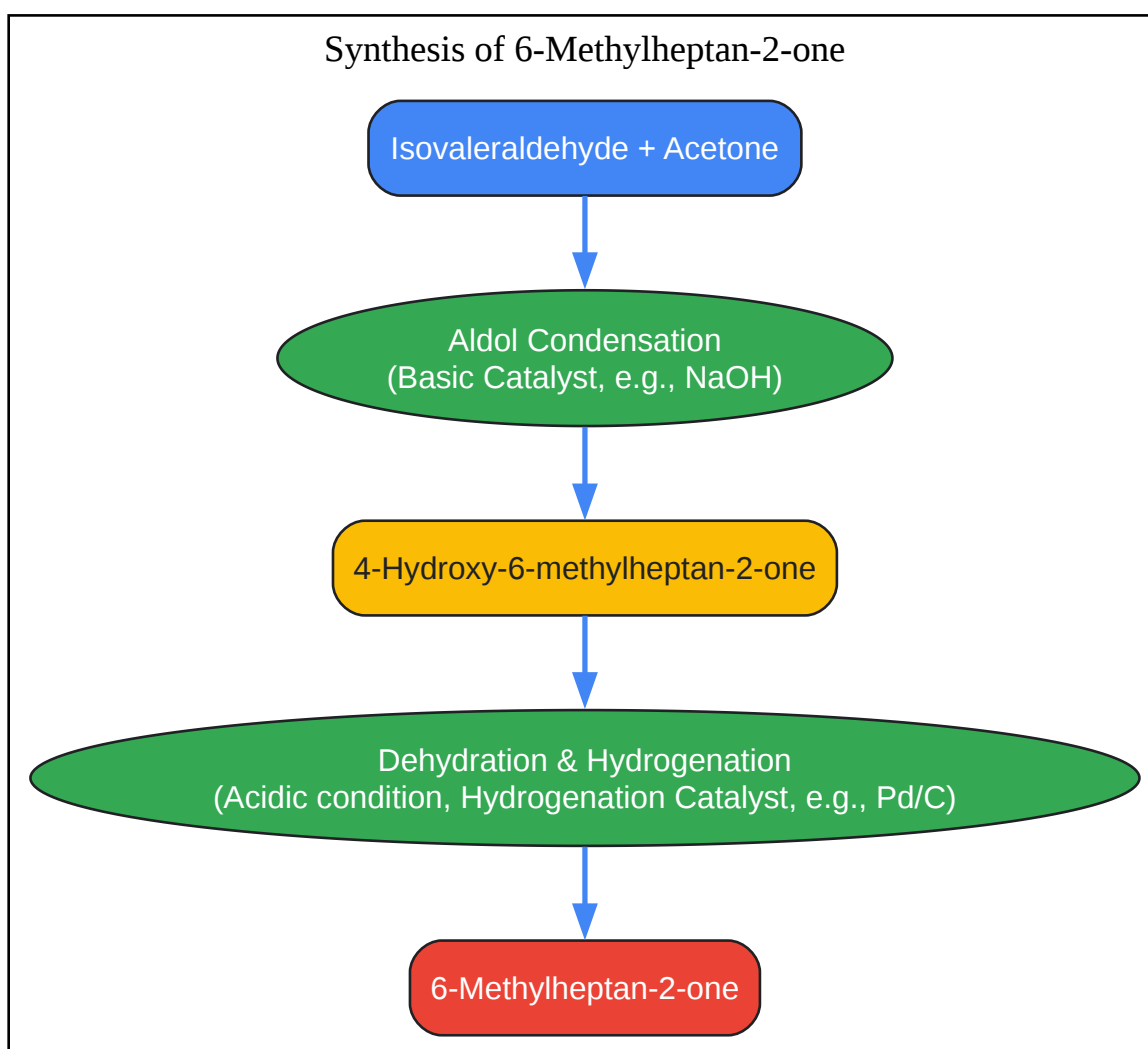 Synthesis of 6-Methylheptan-2-one
Isovaleraldehyde + Acetone
Aldol Condensation
(Basic Catalyst, e.g., NaOH)
4-Hydroxy-6-methylheptan-2-one
Dehydration & Hydrogenation
(Acidic condition, Hydrogenation Catalyst, e.g., Pd/C)
6-Methylheptan-2-one